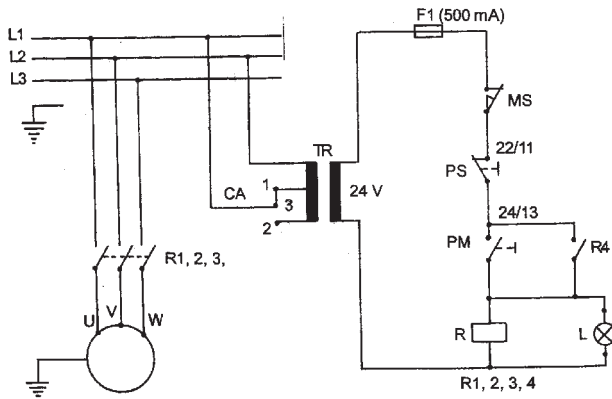 F1 (500 mA)
L1
L2
L3
MS
TR
22/11
PS
CA
1
3
2
24 V
24/13
PM
R4
R1, 2, 3,
U
V
W
R
L
R1, 2, 3, 4